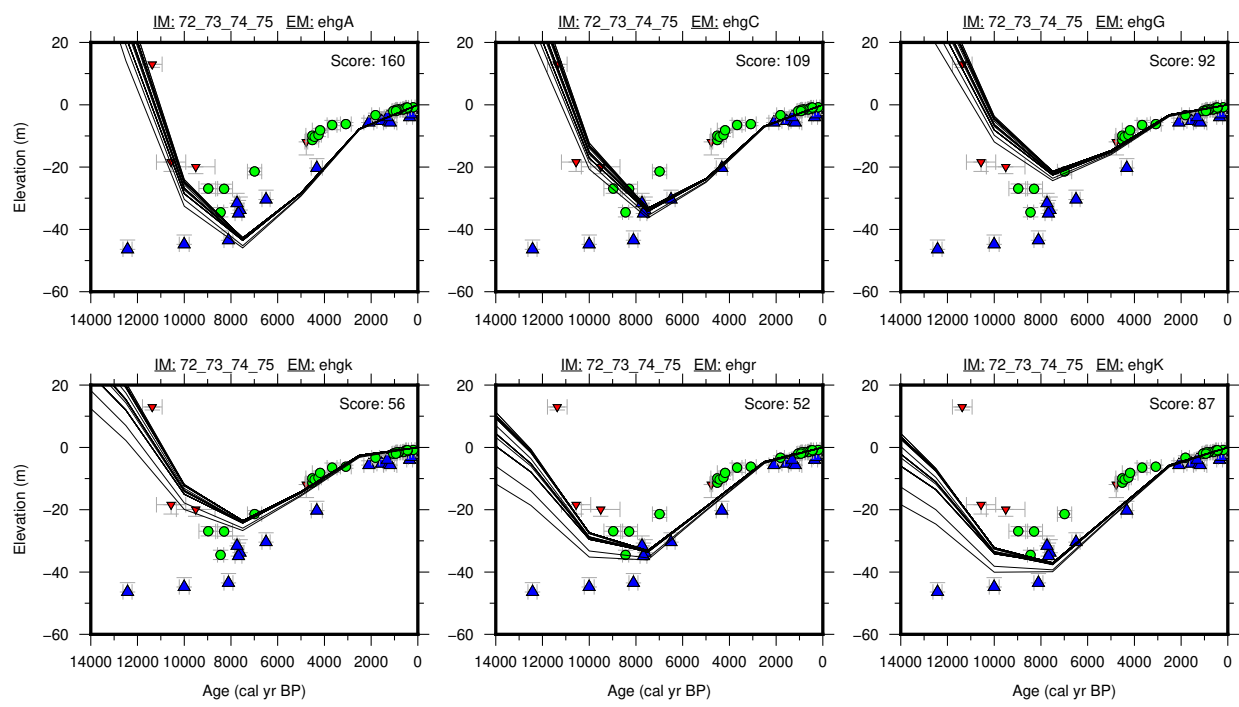 IM: 72_73_74_75 EM: ehgA
IM: 72_73_74_75 EM: ehgC
IM: 72_73_74_75 EM: ehgG
20
0
−20
−40
−60
Elevation (m)
Score: 160
14000 12000 10000 8000 6000 4000 2000 0
20
0
−20
−40
−60
Score: 109
14000 12000 10000 8000 6000 4000 2000 0
20
0
−20
−40
−60
Score: 92
14000 12000 10000 8000 6000 4000 2000 0
IM: 72_73_74_75 EM: ehgk
IM: 72_73_74_75 EM: ehgr
IM: 72_73_74_75 EM: ehgK
20
0
−20
−40
−60
Elevation (m)
Score: 56
14000 12000 10000 8000 6000 4000 2000 0
Age (cal yr BP)
20
0
−20
−40
−60
Score: 52
14000 12000 10000 8000 6000 4000 2000 0
Age (cal yr BP)
20
0
−20
−40
−60
Score: 87
14000 12000 10000 8000 6000 4000 2000 0
Age (cal yr BP)